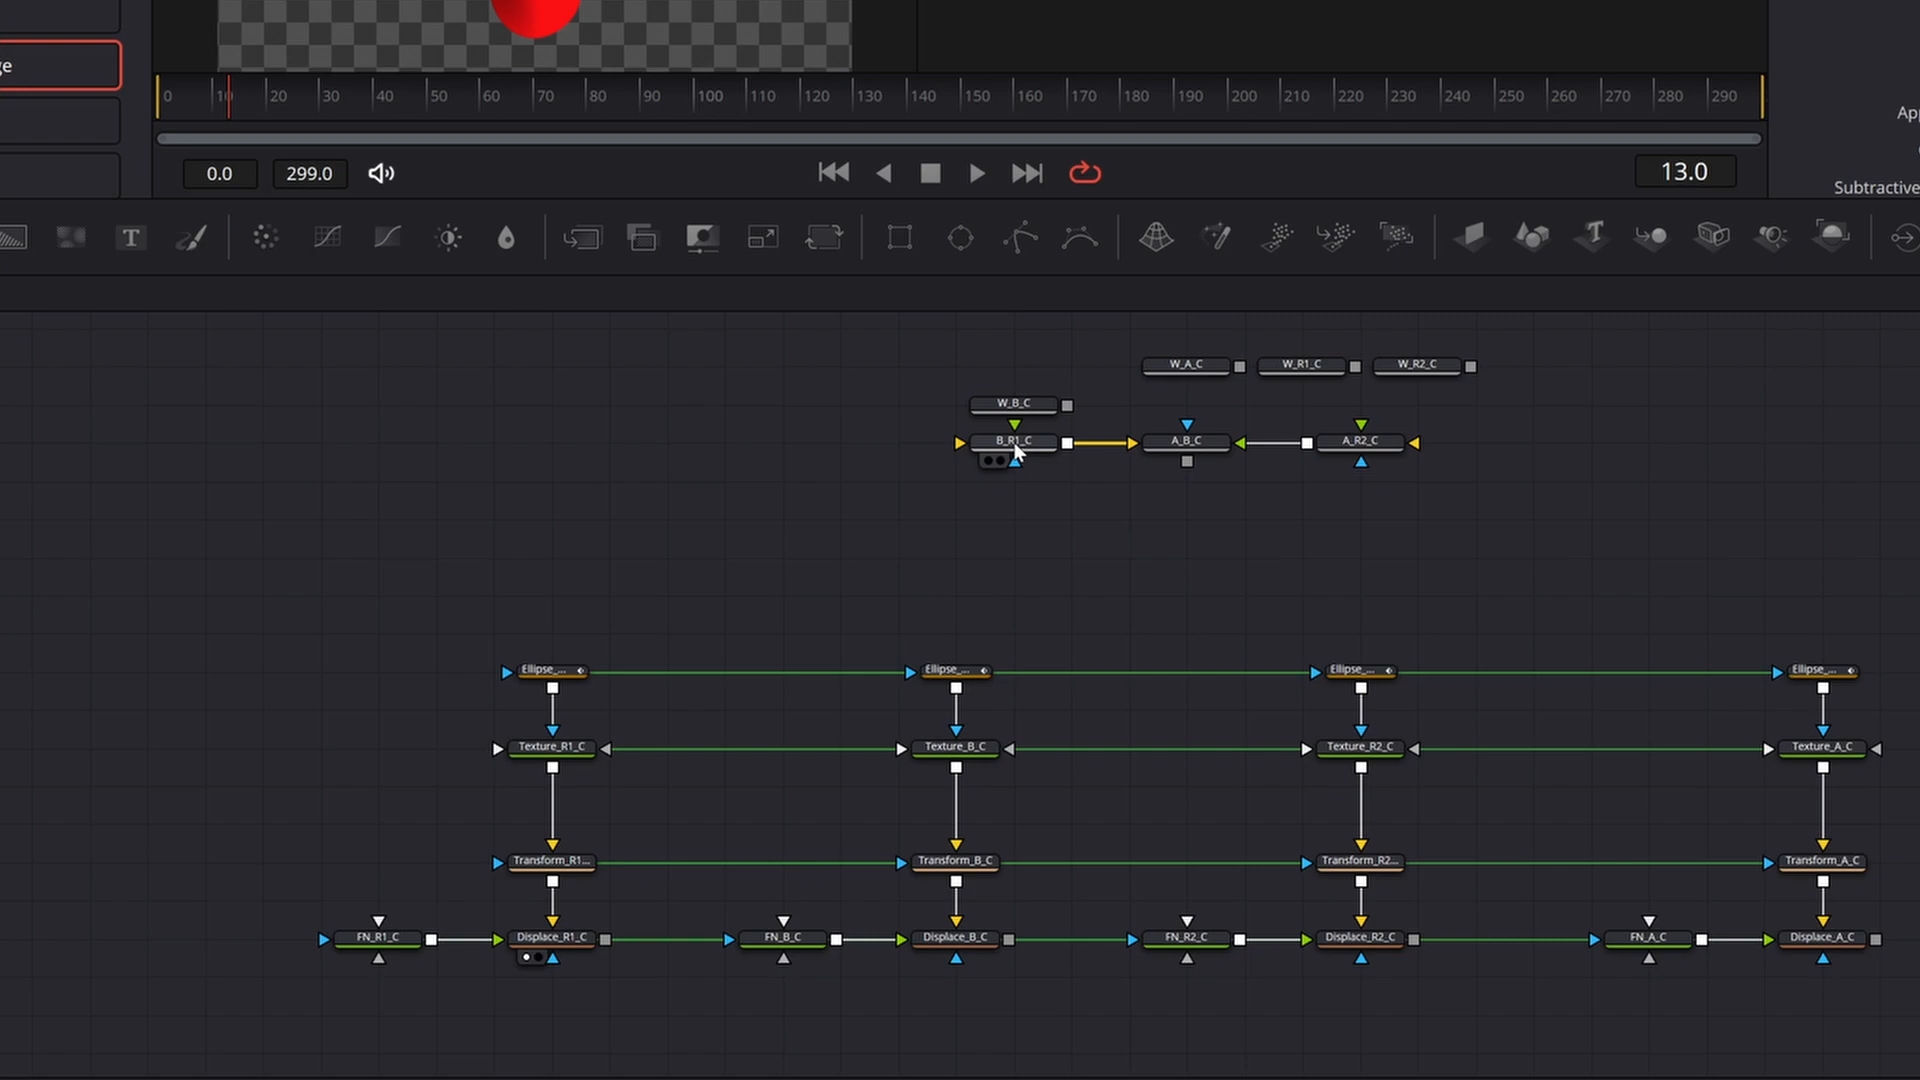 ge
0 10 20 30 40 50 60 70 80 90 100 110 120 130 140 150 160 170 180 190 200 210 220 230 240 250 260 270 280 290
App
0.0 299.0 13.0
Subtractive
T T
W_A_C W_R1_C W_R2_C
W_B_C
B_R1_C A_B_C A_R2_C
Ellipse_... Ellipse_... Ellipse_... Ellipse_...
Texture_R1_C Texture_B_C Texture_R2_C Texture_A_C
Transform_R1... Transform_B_C Transform_R2... Transform_A_C
FN_R1_C Displace_R1_C FN_B_C Displace_B_C FN_R2_C Displace_R2_C FN_A_C Displace_A_C